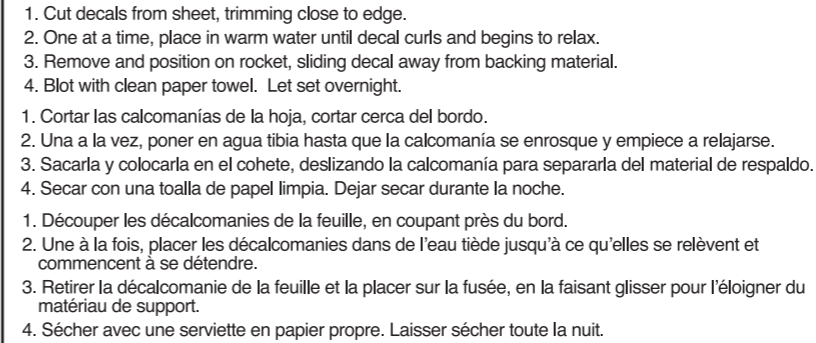 1. Cut decals from sheet, trimming close to edge.
2. One at a time, place in warm water until decal curls and begins to relax.
3. Remove and position on rocket, sliding decal away from backing material.
4. Blot with clean paper towel.  Let set overnight.
1. Cortar las calcomanías de la hoja, cortar cerca del bordo.
2. Una a la vez, poner en agua tibia hasta que la calcomanía se enrosque y empiece a relajarse.
3. Sacarla y colocarla en el cohete, deslizando la calcomanía para separarla del material de respaldo.
4. Secar con una toalla de papel limpia. Dejar secar durante la noche.
1. Découper les décalcomanies de la feuille, en coupant près du bord.
2. Une à la fois, placer les décalcomanies dans de l'eau tiède jusqu'à ce qu'elles se relèvent et
commencent à se détendre.
3. Retirer la décalcomanie de la feuille et la placer sur la fusée, en la faisant glisser pour l'éloigner du
matériau de support.
4. Sécher avec une serviette en papier propre. Laisser sécher toute la nuit.